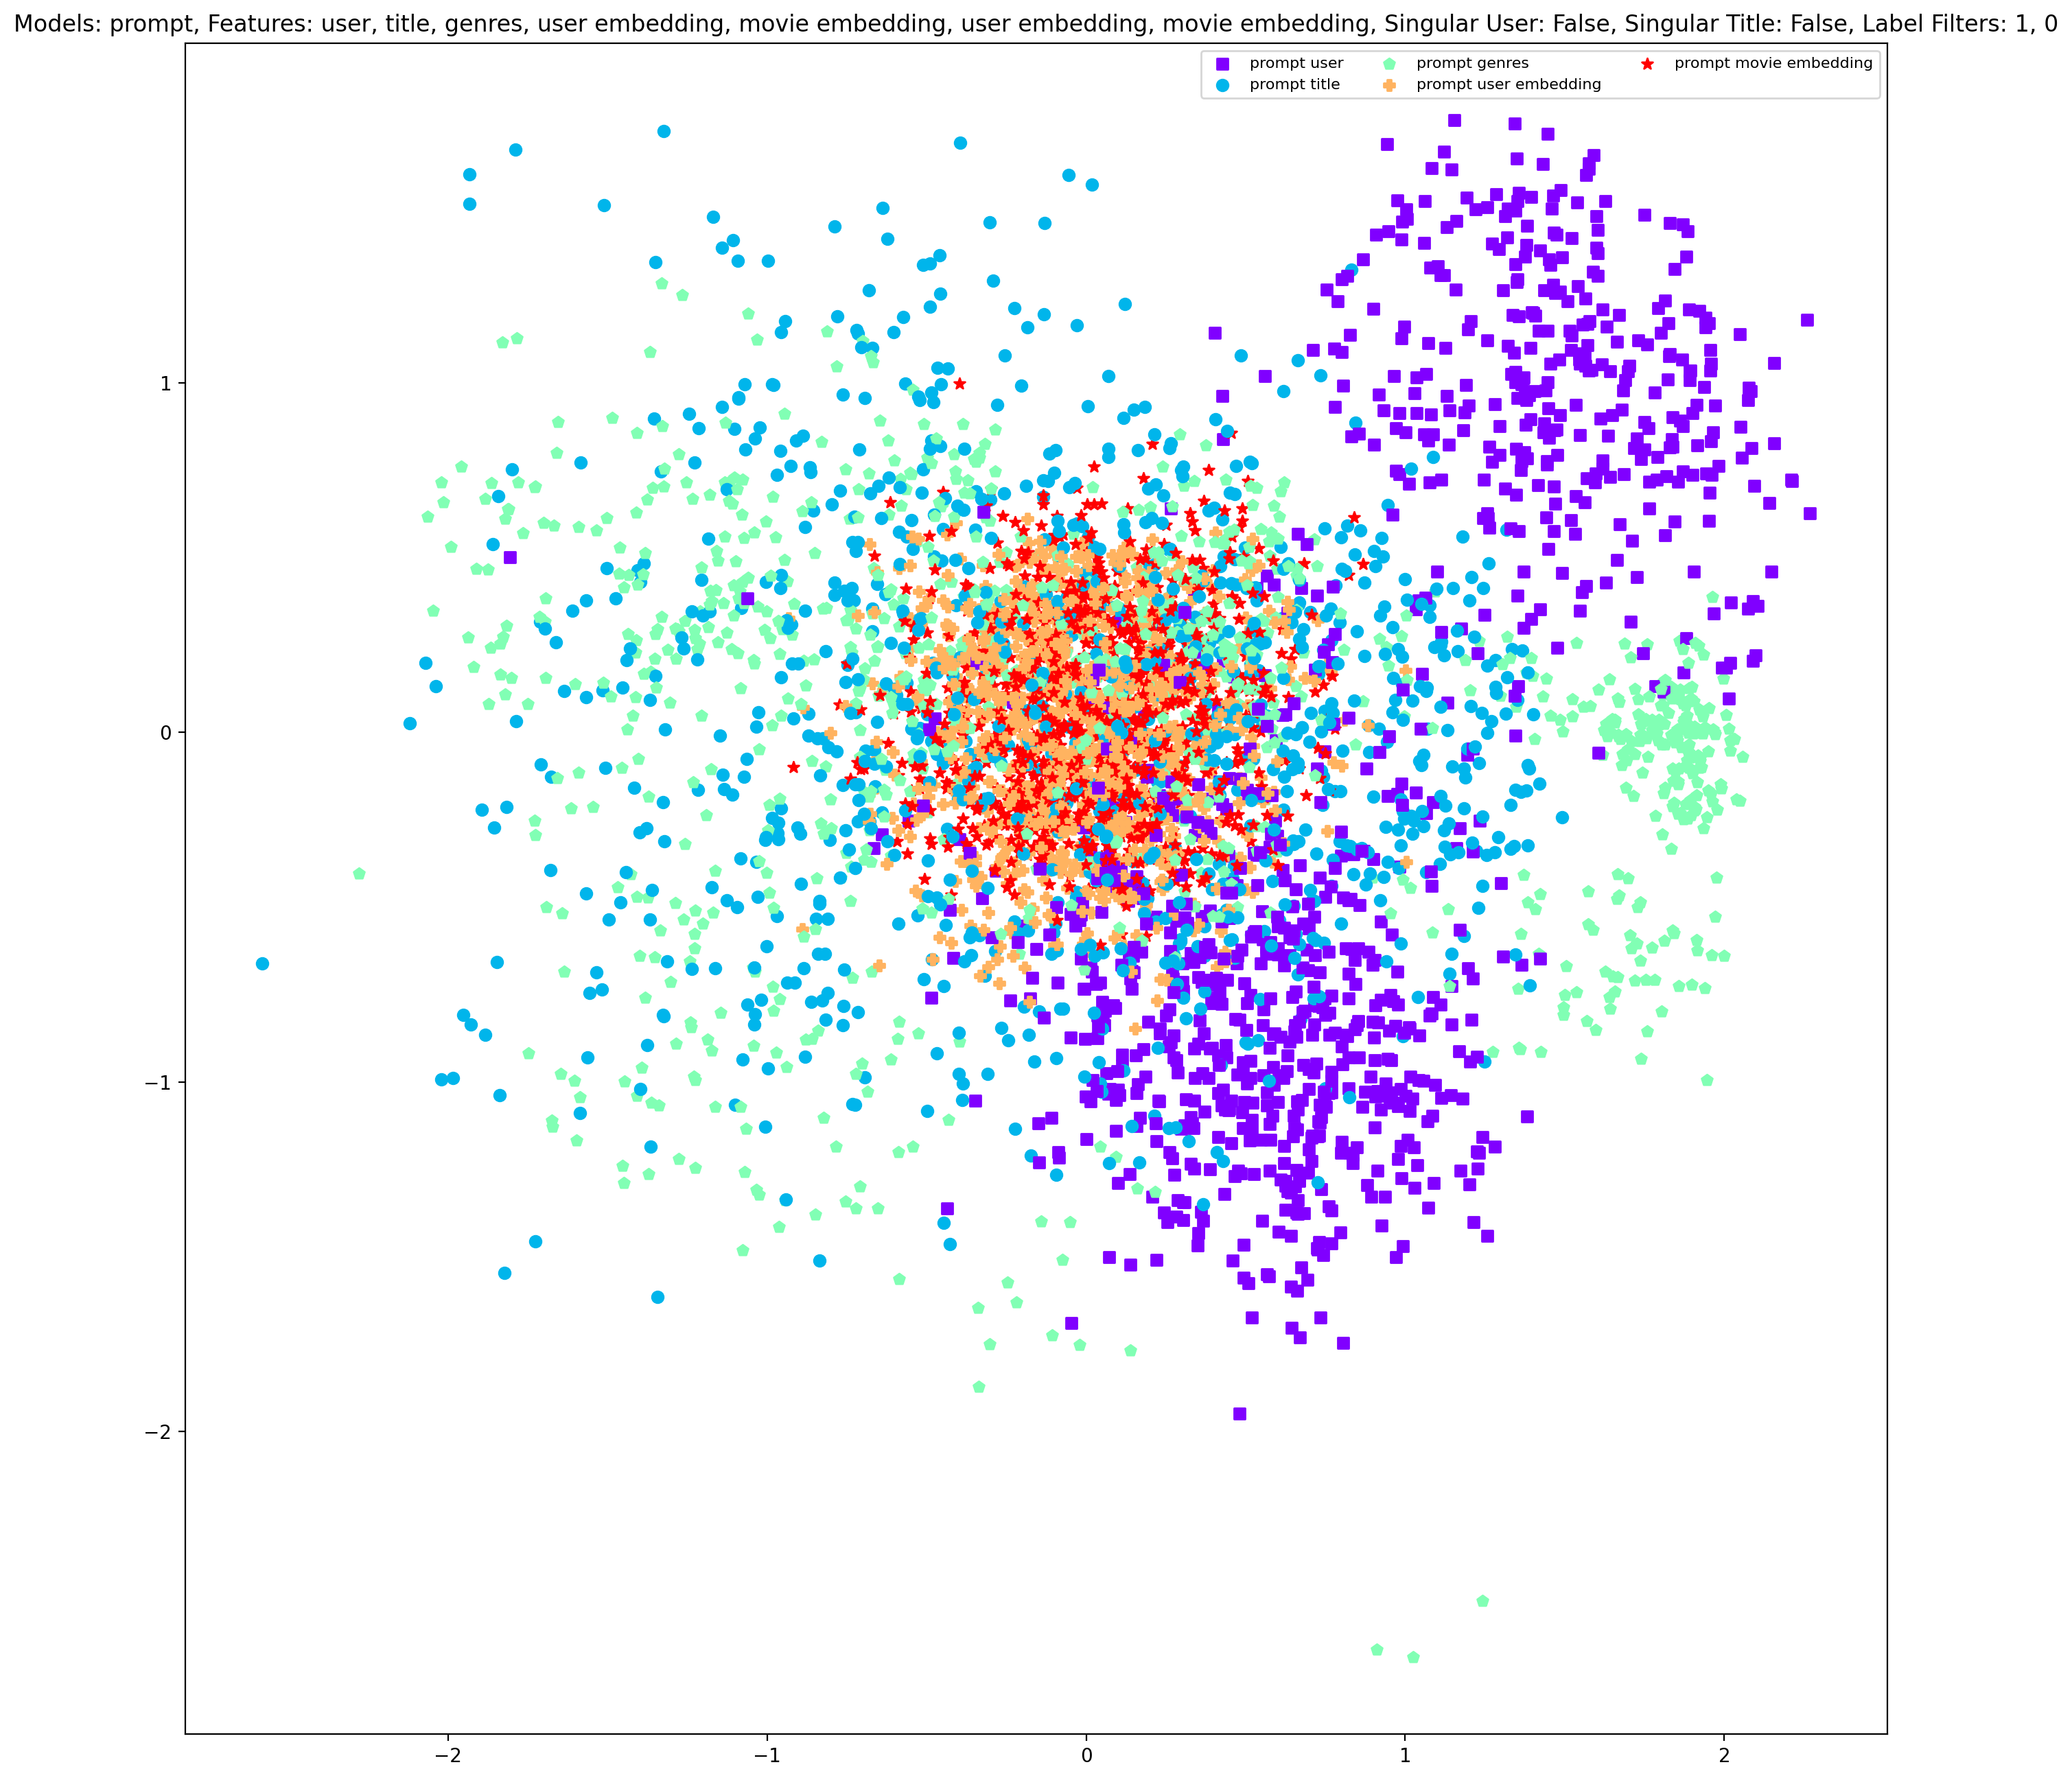 Models: prompt, Features: user, title, genres, user embedding, movie embedding, user embedding, movie embedding, Singular User: False, Singular Title: False, Label Filters: 1, 0
prompt user
prompt title
prompt genres
prompt user embedding
prompt movie embedding
1
0
−1
−2
−2
−1
0
1
2